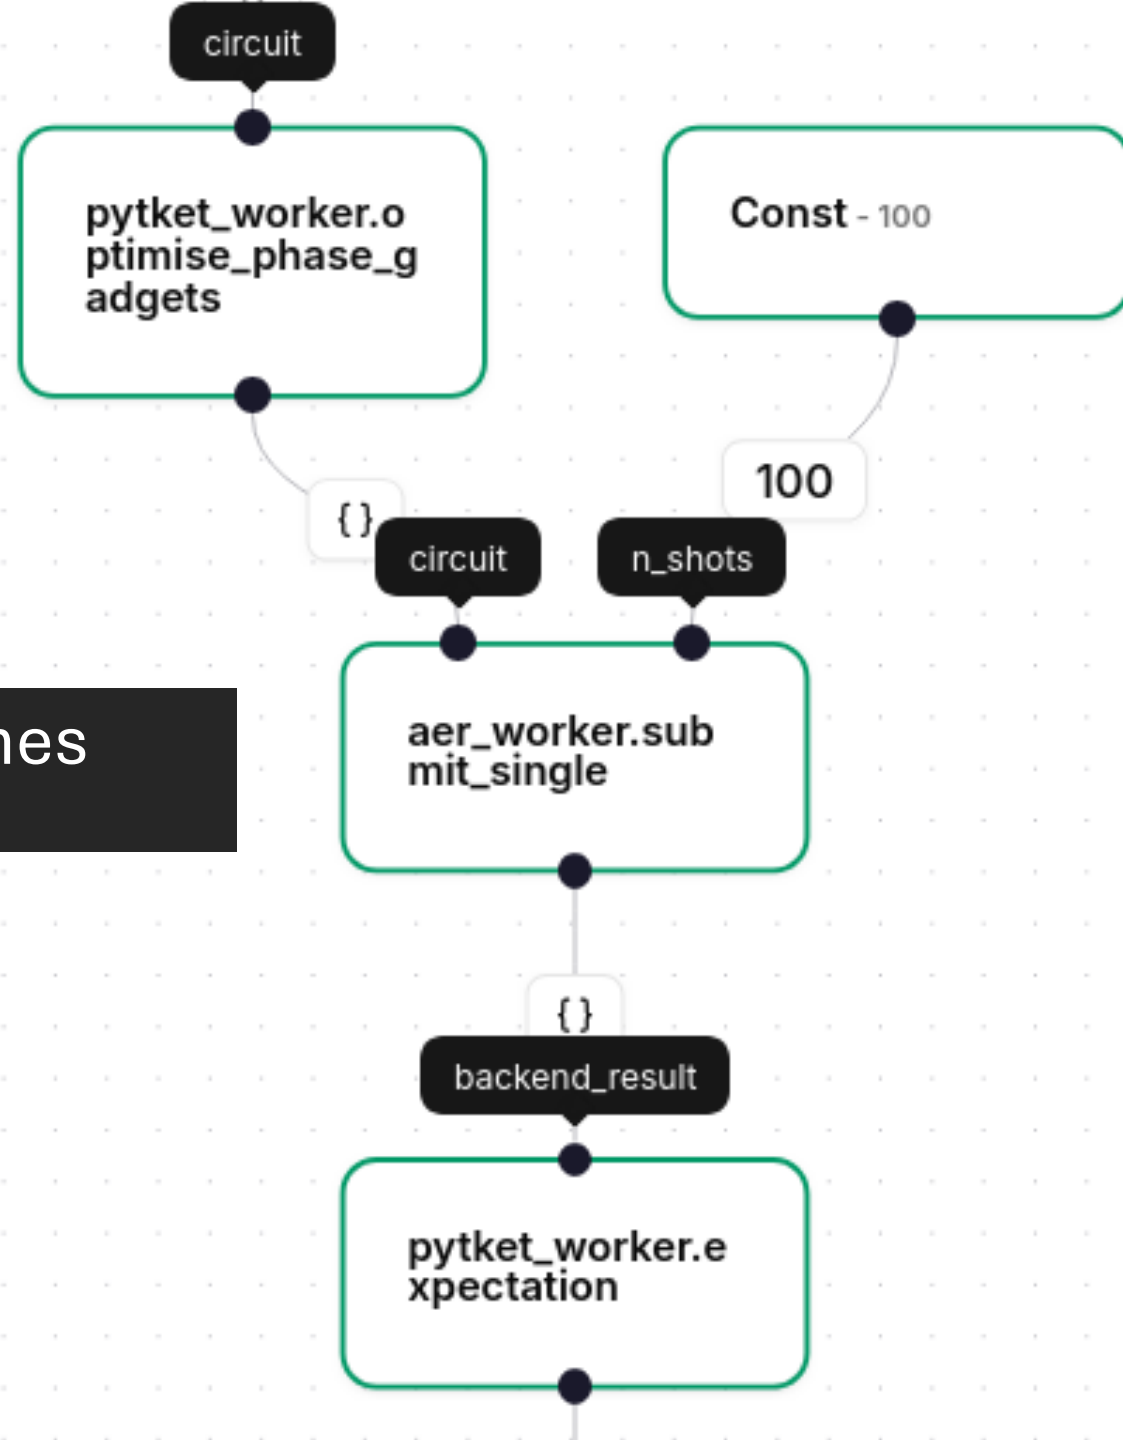 circuit
pytket_worker.o
ptimise_phase_g
adgets
Const - 100
{ }
100
circuit
n_shots
aer_worker.sub
mit_single
nes
{ }
backend_result
pytket_worker.e
xpectation